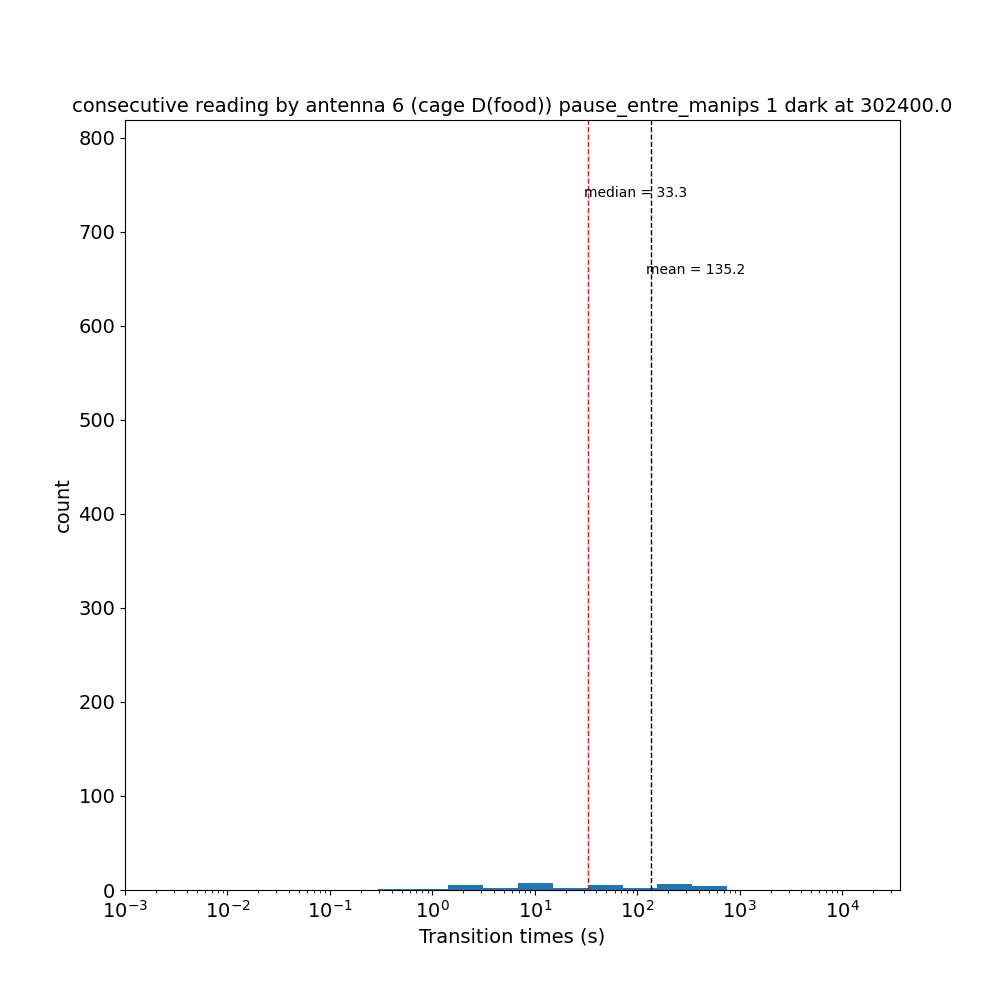 consecutive reading by antenna 6 (cage D(food)) pause_entre_manips 1 dark at 302400.0
800
median = 33.3
700
mean = 135.2
600
500
400
count
300
200
100
0
10⁻³ 10⁻² 10⁻¹ 10⁰ 10¹ 10² 10³ 10⁴
Transition times (s)